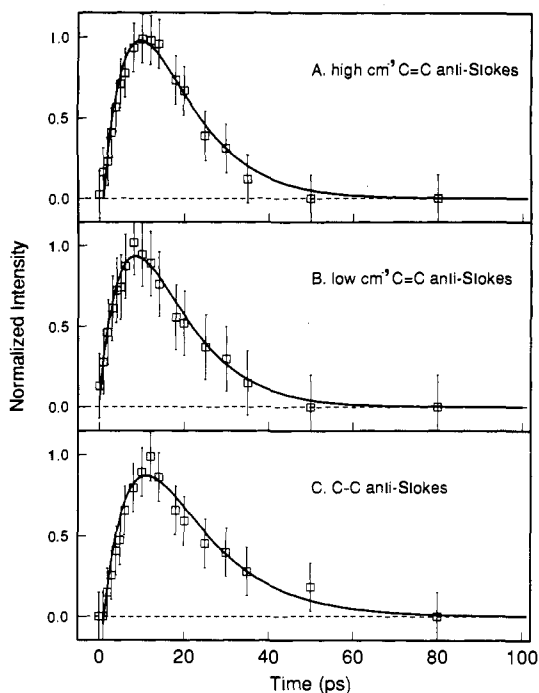 1.0
A. high cm⁻¹ C=C anti-Stokes
0.5
0.0
1.0
B. low cm⁻¹ C=C anti-Stokes
0.5
0.0
Normalized Intensity
1.0
C. C-C anti-Stokes
0.5
0.0
0 20 40 60 80 100
Time (ps)